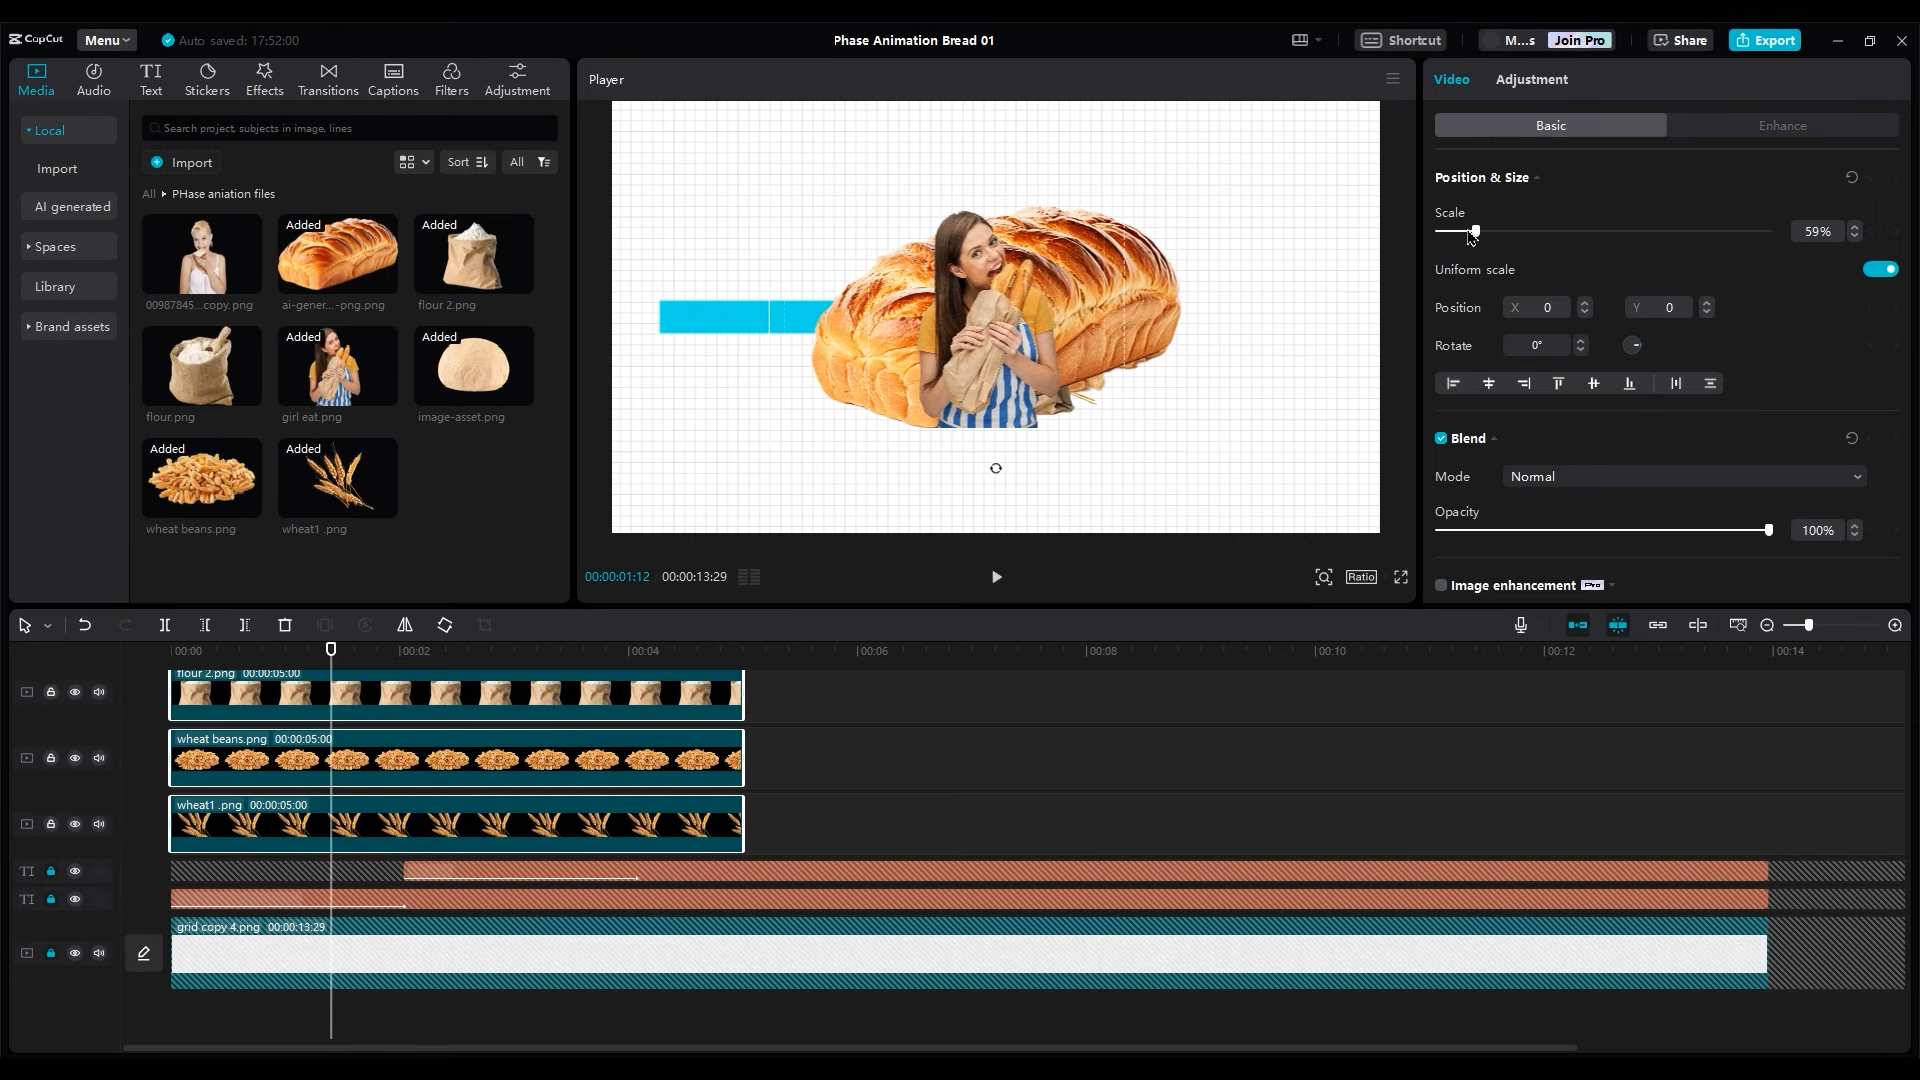 CapCut
Menu
Auto saved: 17:52:00
Phase Animation Bread 01
Shortcut
M...s
Join Pro
Share
Export
Media
Audio
TI
Text
Stickers
Effects
Transitions
Captions
Filters
Adjustment
Player
Video
Adjustment
Local
Import
AI generated
Spaces
Library
Brand assets
Search project, subjects in image, lines
Import
Sort
All
All
PHase aniation files
Added
Added
00987845...copy.png
ai-gener...-png.png
flour 2.png
Added
Added
flour.png
girl eat.png
image-asset.png
Added
Added
wheat beans.png
wheat1 .png
00:00:01:12
00:00:13:29
Ratio
Basic
Enhance
Position & Size
Scale
59%
Uniform scale
Position
X 0
Y 0
Rotate
0°
Blend
Mode
Normal
Opacity
100%
Image enhancement
Pro
00:00
00:02
00:04
00:06
00:08
00:10
00:12
00:14
flour 2.png 00:00:05:00
wheat beans.png 00:00:05:00
wheat1 .png 00:00:05:00
TI
TI
grid copy 4.png 00:00:13:29